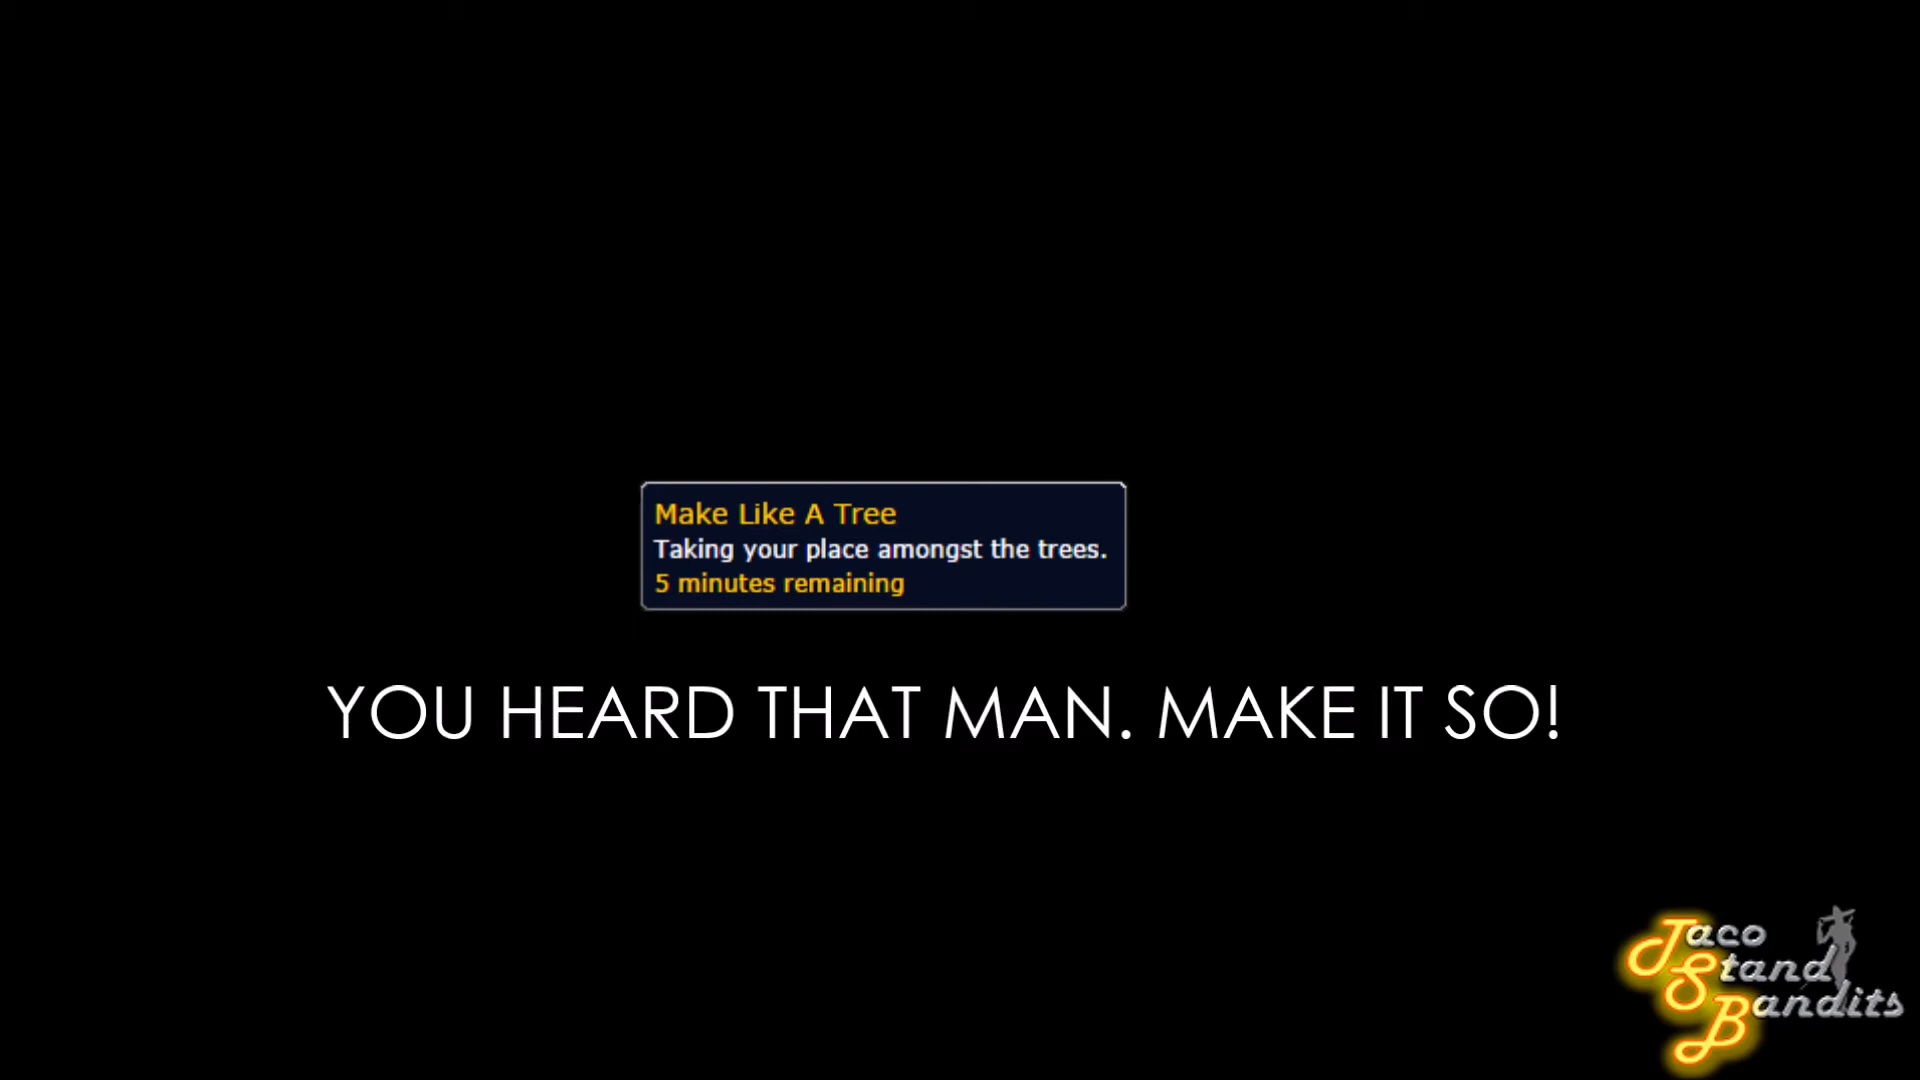 Make Like A Tree
Taking your place amongst the trees.
5 minutes remaining
YOU HEARD THAT MAN. MAKE IT SO!
Taco
Stand
Bandits